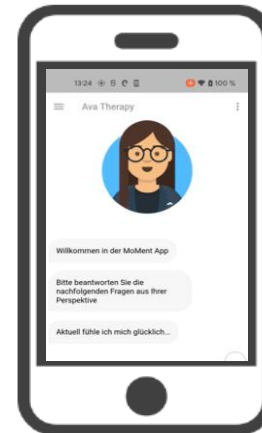 13:24 100 %
Ava Therapy
Willkommen in der MoMent App
Bitte beantworten Sie die
nachfolgenden Fragen aus Ihrer
Perspektive
Aktuell fühle ich mich glücklich...